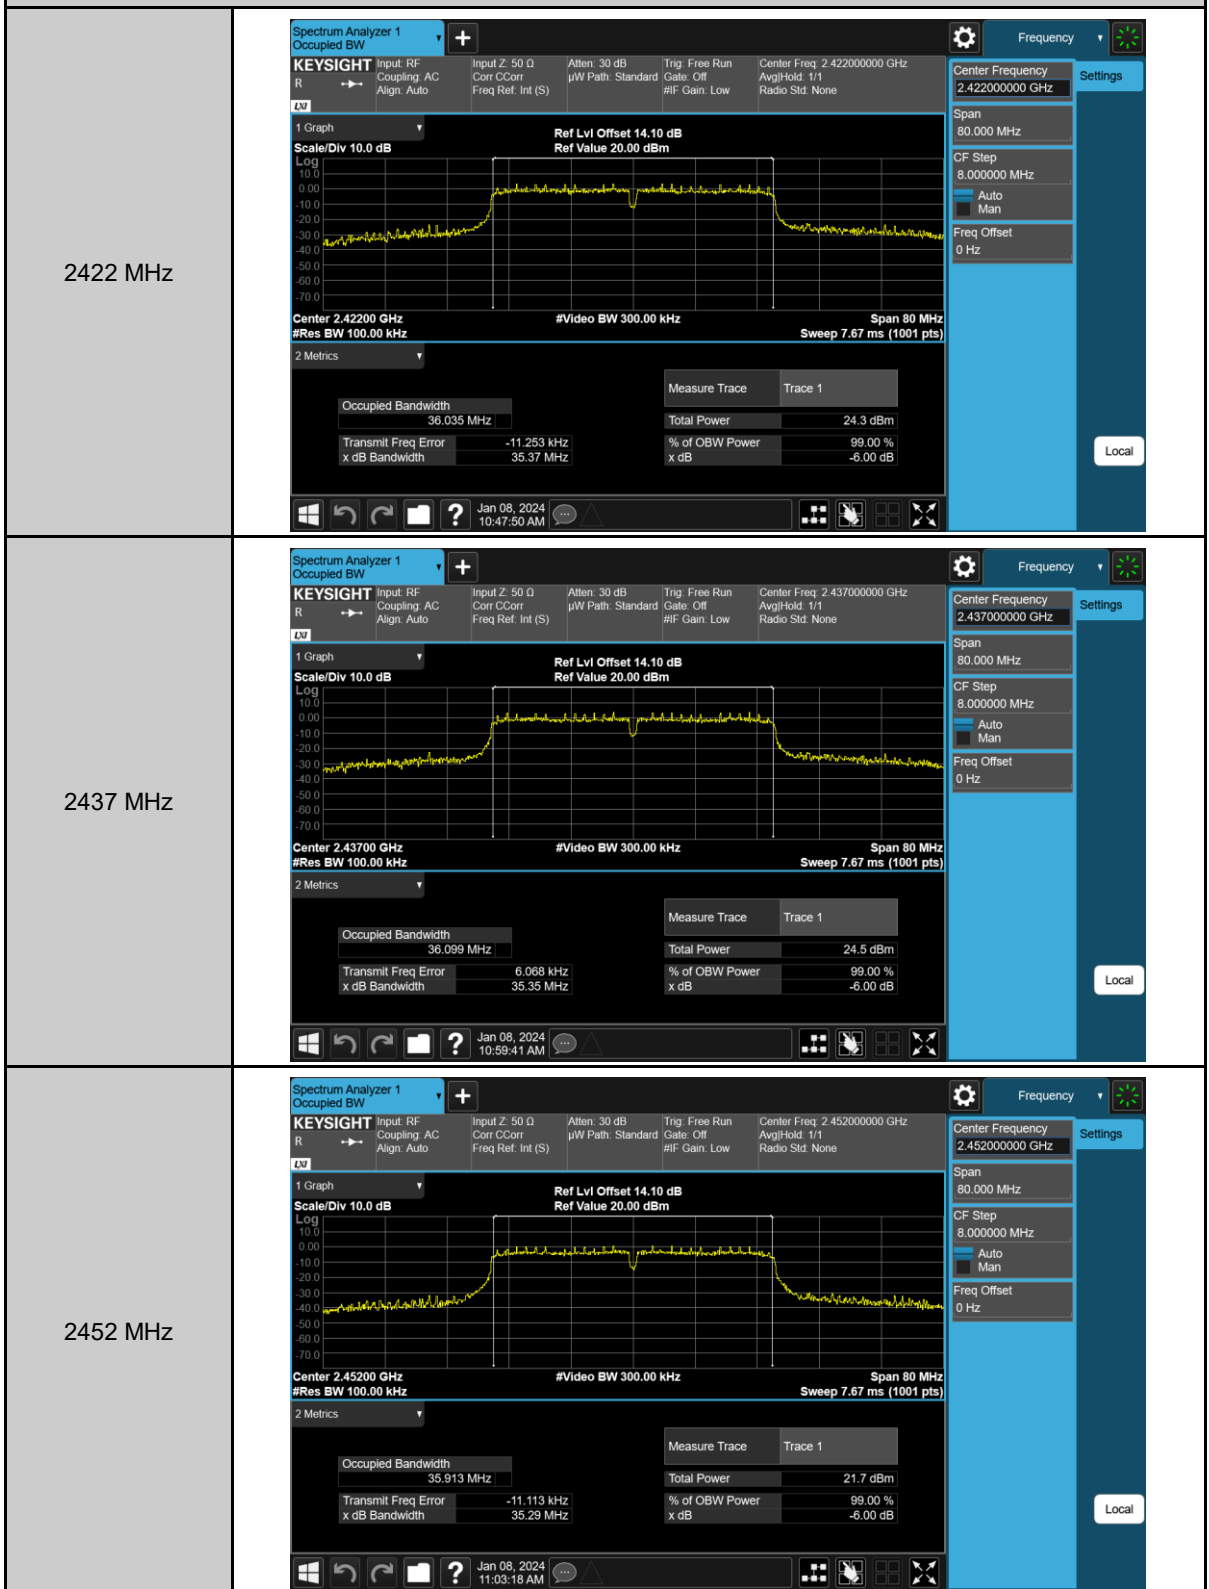 2422 MHz
Spectrum Analyzer 1
Occupied BW
Frequency
KEYSIGHT
R
LXI
Input: RF
Coupling: AC
Align: Auto
Input Z: 50 Ω
Corr CCorr
Freq Ref: Int (S)
Atten: 30 dB
µW Path: Standard
Trig: Free Run
Gate: Off
#IF Gain: Low
Center Freq: 2.422000000 GHz
Avg|Hold: 1/1
Radio Std: None
Center Frequency
2.422000000 GHz
Settings
Span
80.000 MHz
CF Step
8.000000 MHz
Auto
Man
Freq Offset
0 Hz
Local
1 Graph
Scale/Div 10.0 dB
Ref Lvl Offset 14.10 dB
Ref Value 20.00 dBm
Log
10.0
0.00
-10.0
-20.0
-30.0
-40.0
-50.0
-60.0
-70.0
Center 2.42200 GHz
#Res BW 100.00 kHz
#Video BW 300.00 kHz
Span 80 MHz
Sweep 7.67 ms (1001 pts)
2 Metrics
Measure Trace Trace 1
Occupied Bandwidth
36.035 MHz
Total Power 24.3 dBm
Transmit Freq Error -11.253 kHz
x dB Bandwidth 35.37 MHz
% of OBW Power 99.00 %
x dB -6.00 dB
?
Jan 08, 2024
10:47:50 AM
2437 MHz
Spectrum Analyzer 1
Occupied BW
Frequency
KEYSIGHT
R
LXI
Input: RF
Coupling: AC
Align: Auto
Input Z: 50 Ω
Corr CCorr
Freq Ref: Int (S)
Atten: 30 dB
µW Path: Standard
Trig: Free Run
Gate: Off
#IF Gain: Low
Center Freq: 2.437000000 GHz
Avg|Hold: 1/1
Radio Std: None
Center Frequency
2.437000000 GHz
Settings
Span
80.000 MHz
CF Step
8.000000 MHz
Auto
Man
Freq Offset
0 Hz
Local
1 Graph
Scale/Div 10.0 dB
Ref Lvl Offset 14.10 dB
Ref Value 20.00 dBm
Log
10.0
0.00
-10.0
-20.0
-30.0
-40.0
-50.0
-60.0
-70.0
Center 2.43700 GHz
#Res BW 100.00 kHz
#Video BW 300.00 kHz
Span 80 MHz
Sweep 7.67 ms (1001 pts)
2 Metrics
Measure Trace Trace 1
Occupied Bandwidth
36.099 MHz
Total Power 24.5 dBm
Transmit Freq Error 6.068 kHz
x dB Bandwidth 35.35 MHz
% of OBW Power 99.00 %
x dB -6.00 dB
?
Jan 08, 2024
10:59:41 AM
2452 MHz
Spectrum Analyzer 1
Occupied BW
Frequency
KEYSIGHT
R
LXI
Input: RF
Coupling: AC
Align: Auto
Input Z: 50 Ω
Corr CCorr
Freq Ref: Int (S)
Atten: 30 dB
µW Path: Standard
Trig: Free Run
Gate: Off
#IF Gain: Low
Center Freq: 2.452000000 GHz
Avg|Hold: 1/1
Radio Std: None
Center Frequency
2.452000000 GHz
Settings
Span
80.000 MHz
CF Step
8.000000 MHz
Auto
Man
Freq Offset
0 Hz
Local
1 Graph
Scale/Div 10.0 dB
Ref Lvl Offset 14.10 dB
Ref Value 20.00 dBm
Log
10.0
0.00
-10.0
-20.0
-30.0
-40.0
-50.0
-60.0
-70.0
Center 2.45200 GHz
#Res BW 100.00 kHz
#Video BW 300.00 kHz
Span 80 MHz
Sweep 7.67 ms (1001 pts)
2 Metrics
Measure Trace Trace 1
Occupied Bandwidth
35.913 MHz
Total Power 21.7 dBm
Transmit Freq Error -11.113 kHz
x dB Bandwidth 35.29 MHz
% of OBW Power 99.00 %
x dB -6.00 dB
?
Jan 08, 2024
11:03:18 AM